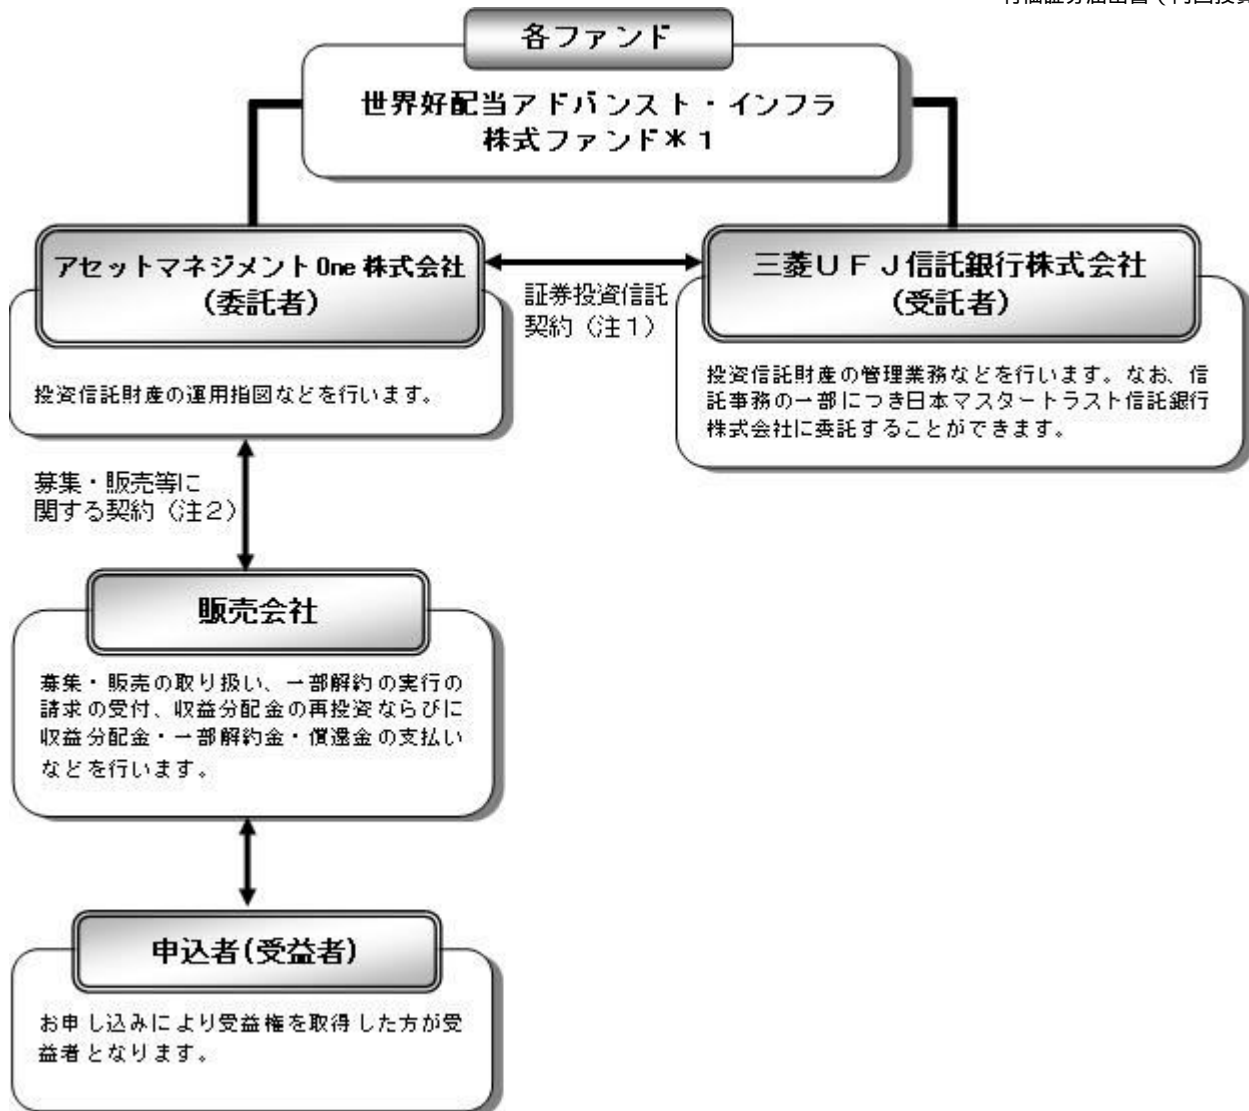 各ファンド
世界好配当アドバンスト・インフラ
株式ファンド＊１
アセットマネジメントOne 株式会社
(委託者)
投資信託財産の運用指図などを行います。
証券投資信託
契約（注１）
三菱ＵＦＪ信託銀行株式会社
(受託者)
投資信託財産の管理業務などを行います。なお、信
託事務の一部につき日本マスタートラスト信託銀行
株式会社に委託することができます。
募集・販売等に
関する契約（注２）
販売会社
募集・販売の取り扱い、一部解約の実行の
請求の受付、収益分配金の再投資ならびに
収益分配金・一部解約金・償還金の支払い
などを行います。
申込者(受益者)
お申し込みにより受益権を取得した方が受
益者となります。